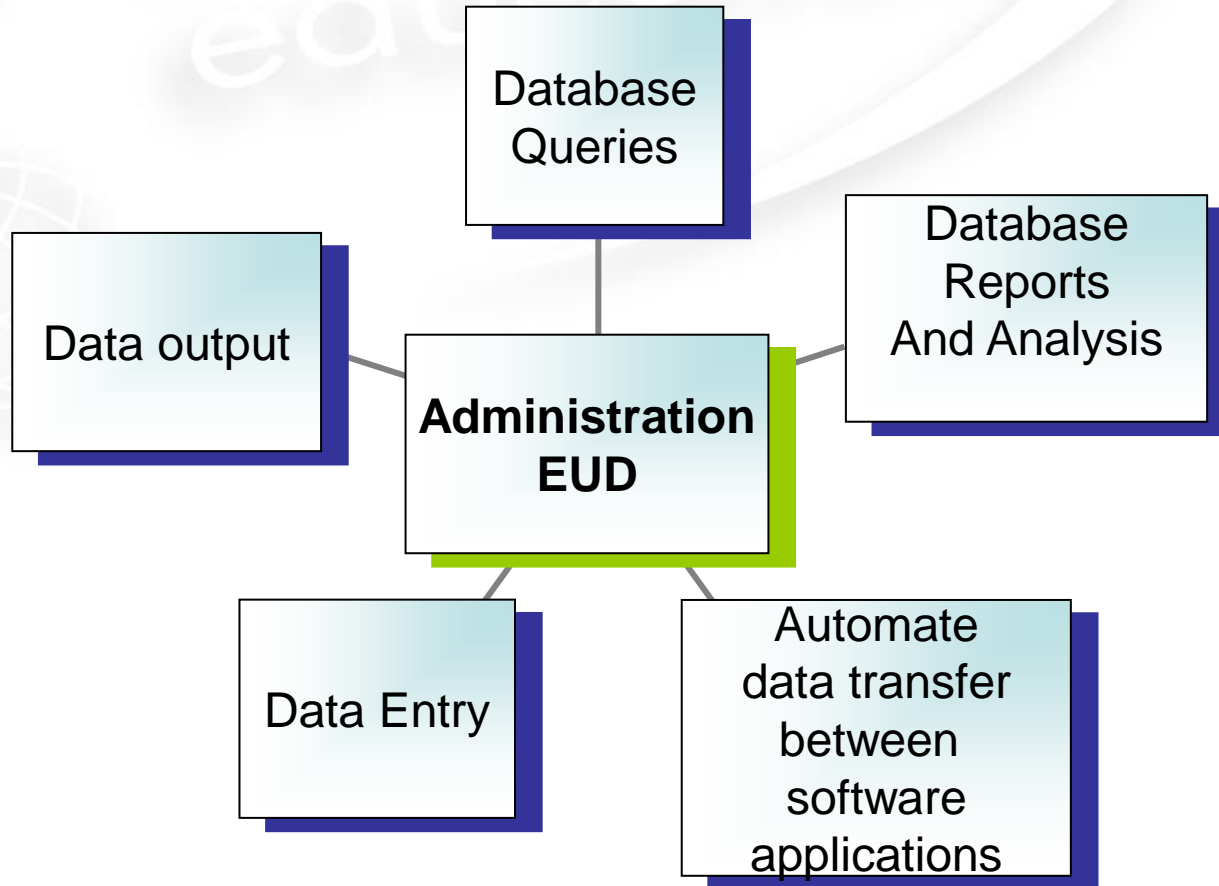 Database
Queries
Database
Reports
And Analysis
Data output
Administration
EUD
Data Entry
Automate
data transfer
between
software
applications